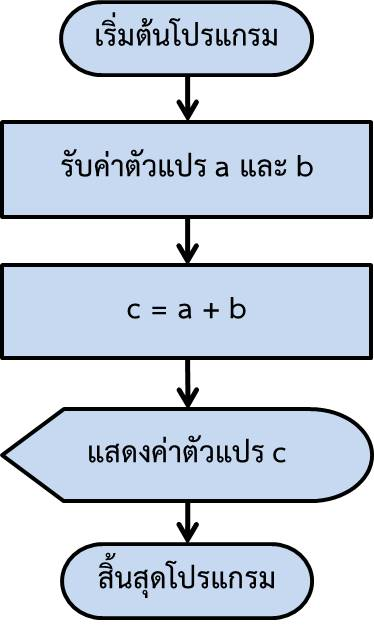 เริ่มต้นโปรแกรม
รับค่าตัวแปร a และ b
c = a + b
แสดงค่าตัวแปร c
สิ้นสุดโปรแกรม